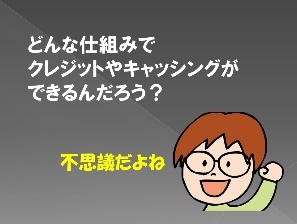 どんな仕組みで
クレジットやキャッシングが
できるんだろう？
不思議だよね